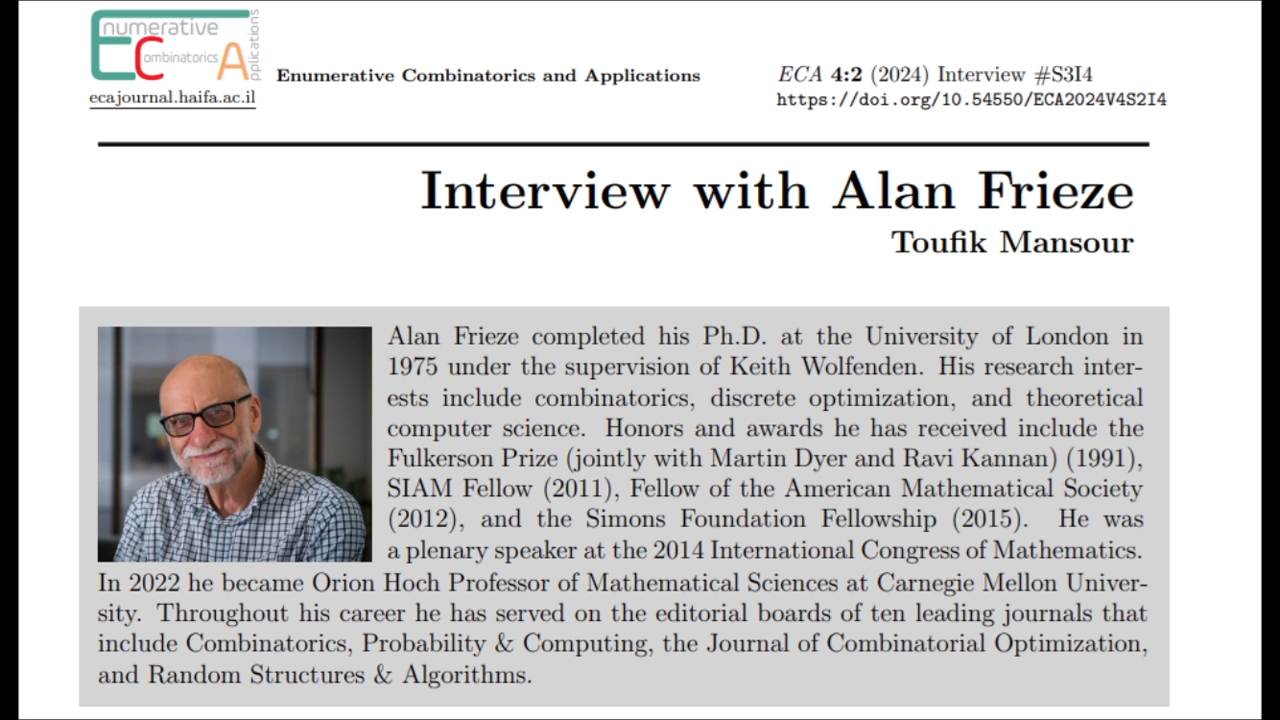 numerative
ombinatorics
pplications
ECA
ecajournal.haifa.ac.il
Enumerative Combinatorics and Applications
ECA 4:2 (2024) Interview #S3I4
https://doi.org/10.54550/ECA2024V4S2I4
Interview with Alan Frieze
Toufik Mansour
Alan Frieze completed his Ph.D. at the University of London in
1975 under the supervision of Keith Wolfenden. His research inter-
ests include combinatorics, discrete optimization, and theoretical
computer science. Honors and awards he has received include the
Fulkerson Prize (jointly with Martin Dyer and Ravi Kannan) (1991),
SIAM Fellow (2011), Fellow of the American Mathematical Society
(2012), and the Simons Foundation Fellowship (2015). He was
a plenary speaker at the 2014 International Congress of Mathematics.
In 2022 he became Orion Hoch Professor of Mathematical Sciences at Carnegie Mellon Univer-
sity. Throughout his career he has served on the editorial boards of ten leading journals that
include Combinatorics, Probability & Computing, the Journal of Combinatorial Optimization,
and Random Structures & Algorithms.